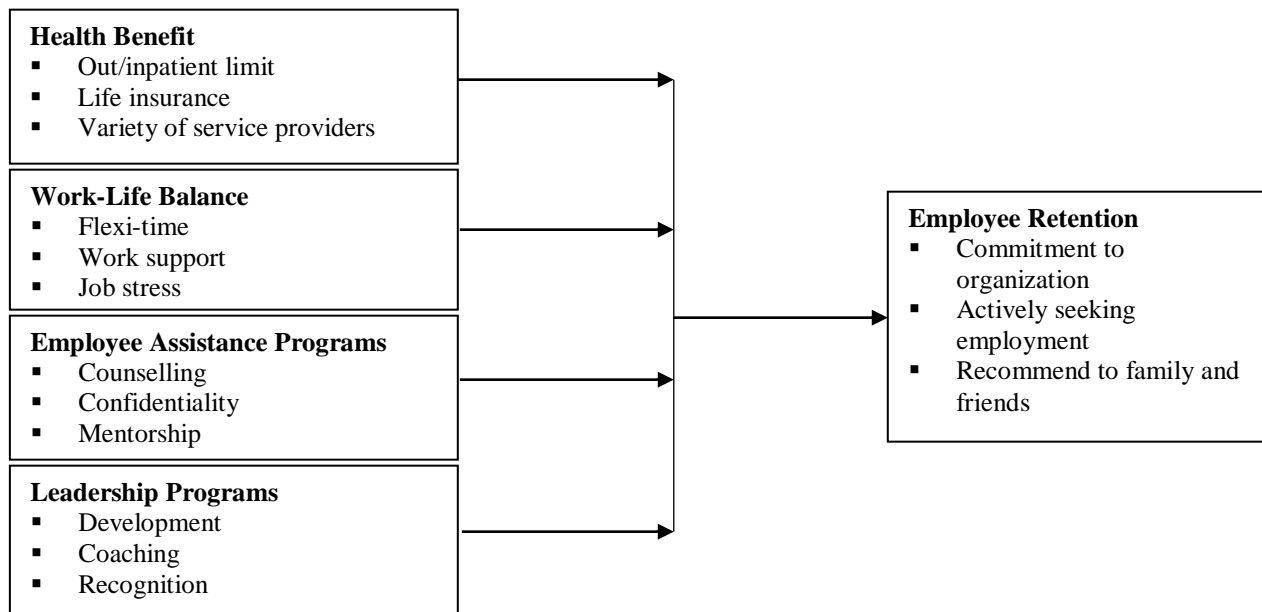 Health Benefit
▪ Out/inpatient limit
▪ Life insurance
▪ Variety of service providers
Work-Life Balance
▪ Flexi-time
▪ Work support
▪ Job stress
Employee Assistance Programs
▪ Counselling
▪ Confidentiality
▪ Mentorship
Leadership Programs
▪ Development
▪ Coaching
▪ Recognition
Employee Retention
▪ Commitment to
organization
▪ Actively seeking
employment
▪ Recommend to family and
friends